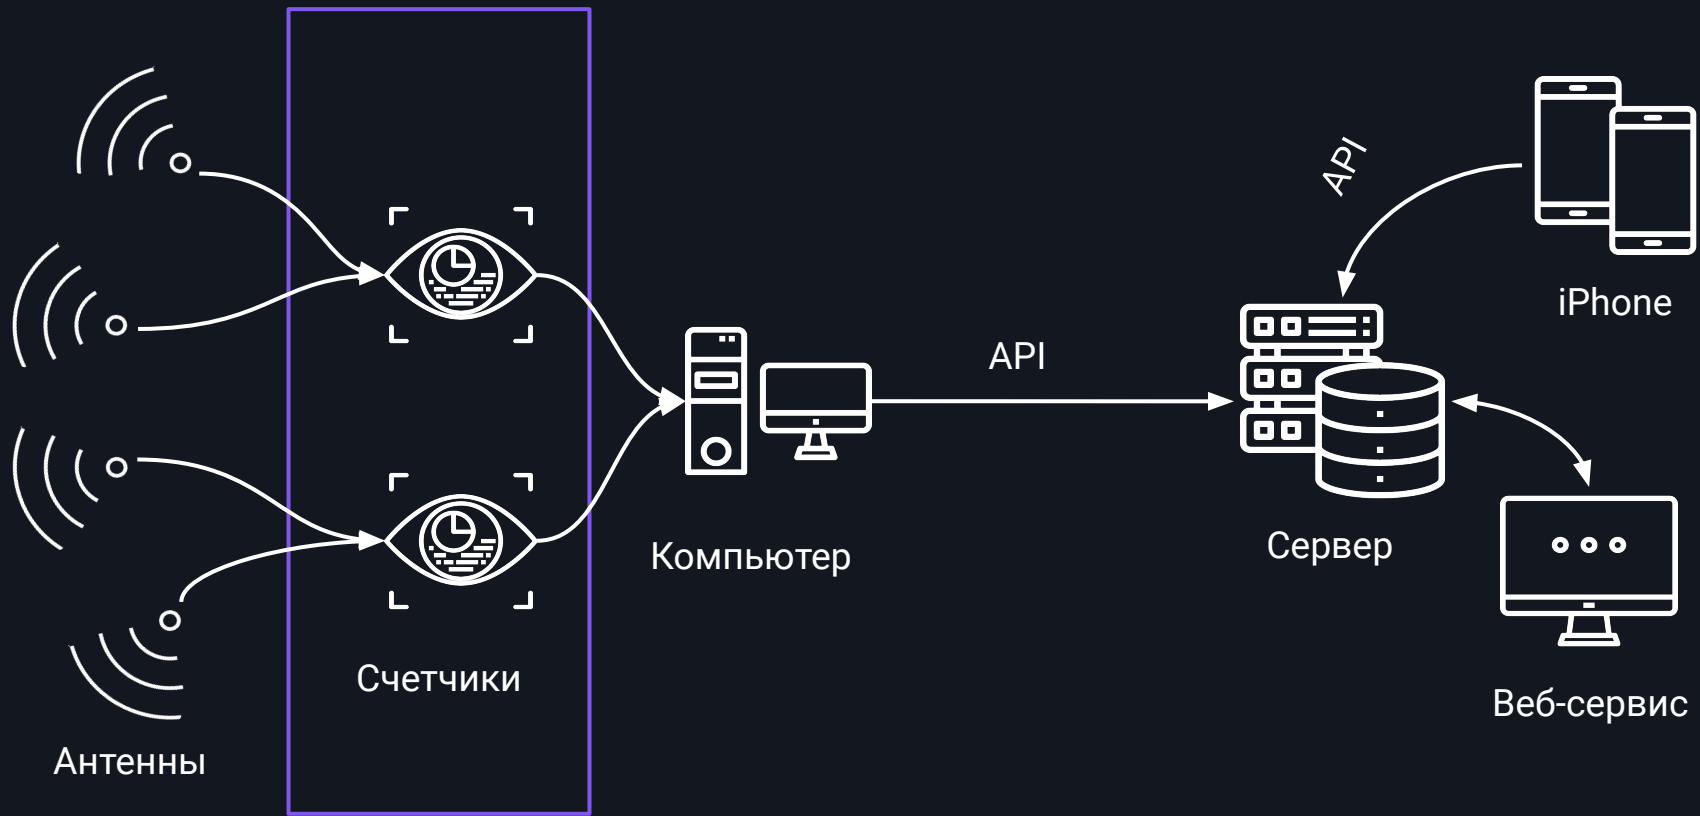 Антенны
Счетчики
Компьютер
API
Сервер
API
iPhone
Веб-сервис